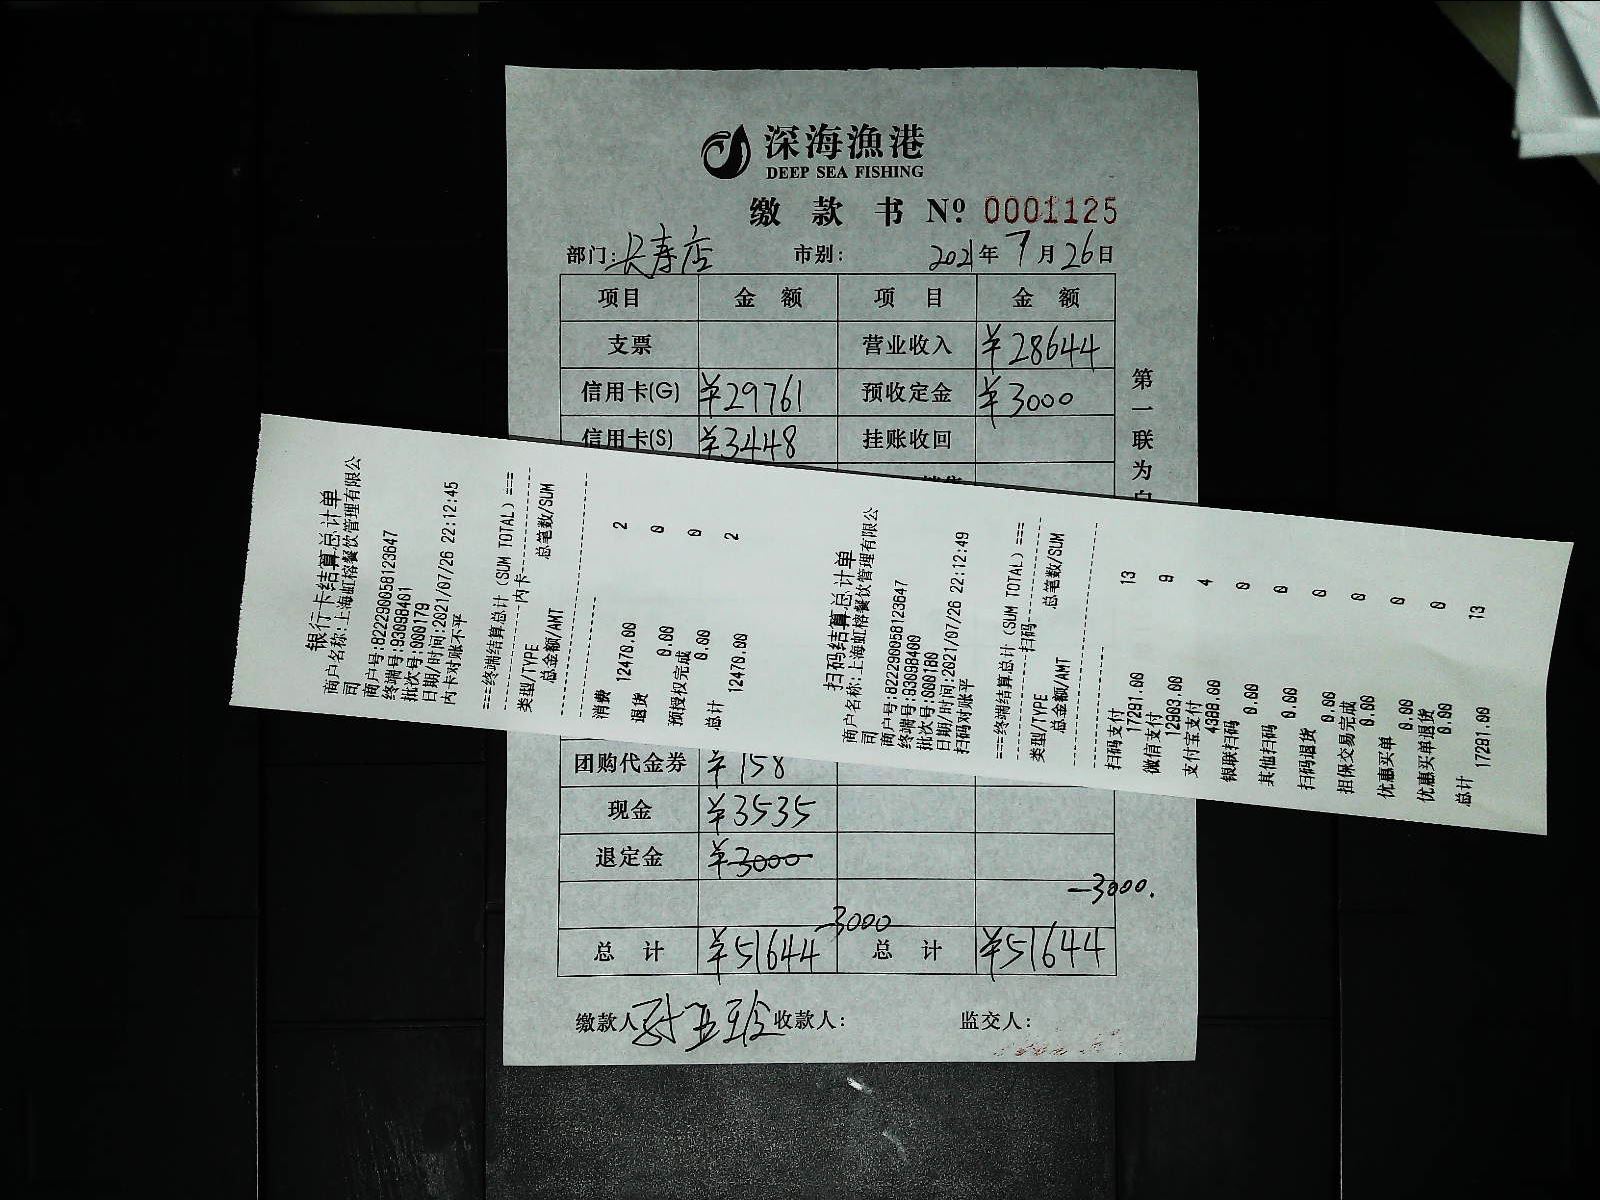 深海漁港
DEEP SEA FISHING
缴 款 书 Nº 0001125
部门: 长寿店 市别: 2021年 7月26日
项目 金 额 项 目 金 额
支票 营业收入 ¥28644
信用卡(G) ¥29761 预收定金 ¥3000
信用卡(S) ¥3448 挂账收回
第一联为
团购代金券 ¥158
现金 ¥3535
退定金 ¥3000
-3000.
-3000
总 计 ¥51644 总 计 ¥51644
缴款人 收款人: 监交人:
银行卡结算总计单
商户名称:上海虹榕餐饮管理有限公
司
商户号:822290058123647
终端号:93098401
批次号:000179
日期/时间:2021/07/26 22:12:45
内卡对账不平
===终端结算总计(SUM TOTAL)===
内卡
类型/TYPE 总笔数/SUM
总金额/AMT
消费 2
12470.00
退货 0
0.00
预授权完成 0
0.00
总计 2
12470.00
扫码结算总计单
商户名称:上海虹榕餐饮管理有限公
司
商户号:822290058123647
终端号:93098400
批次号:000180
日期/时间:2021/07/26 22:12:49
扫码对账平
===终端结算总计(SUM TOTAL)===
扫码
类型/TYPE 总笔数/SUM
总金额/AMT
扫码支付 13
17291.00
微信支付 9
12903.00
支付宝支付 4
4388.00
银联扫码 0
0.00
其他扫码 0
0.00
扫码退货 0
0.00
担保交易完成 0
0.00
优惠买单 0
0.00
优惠买单退货 0
0.00
总计 13
17291.00